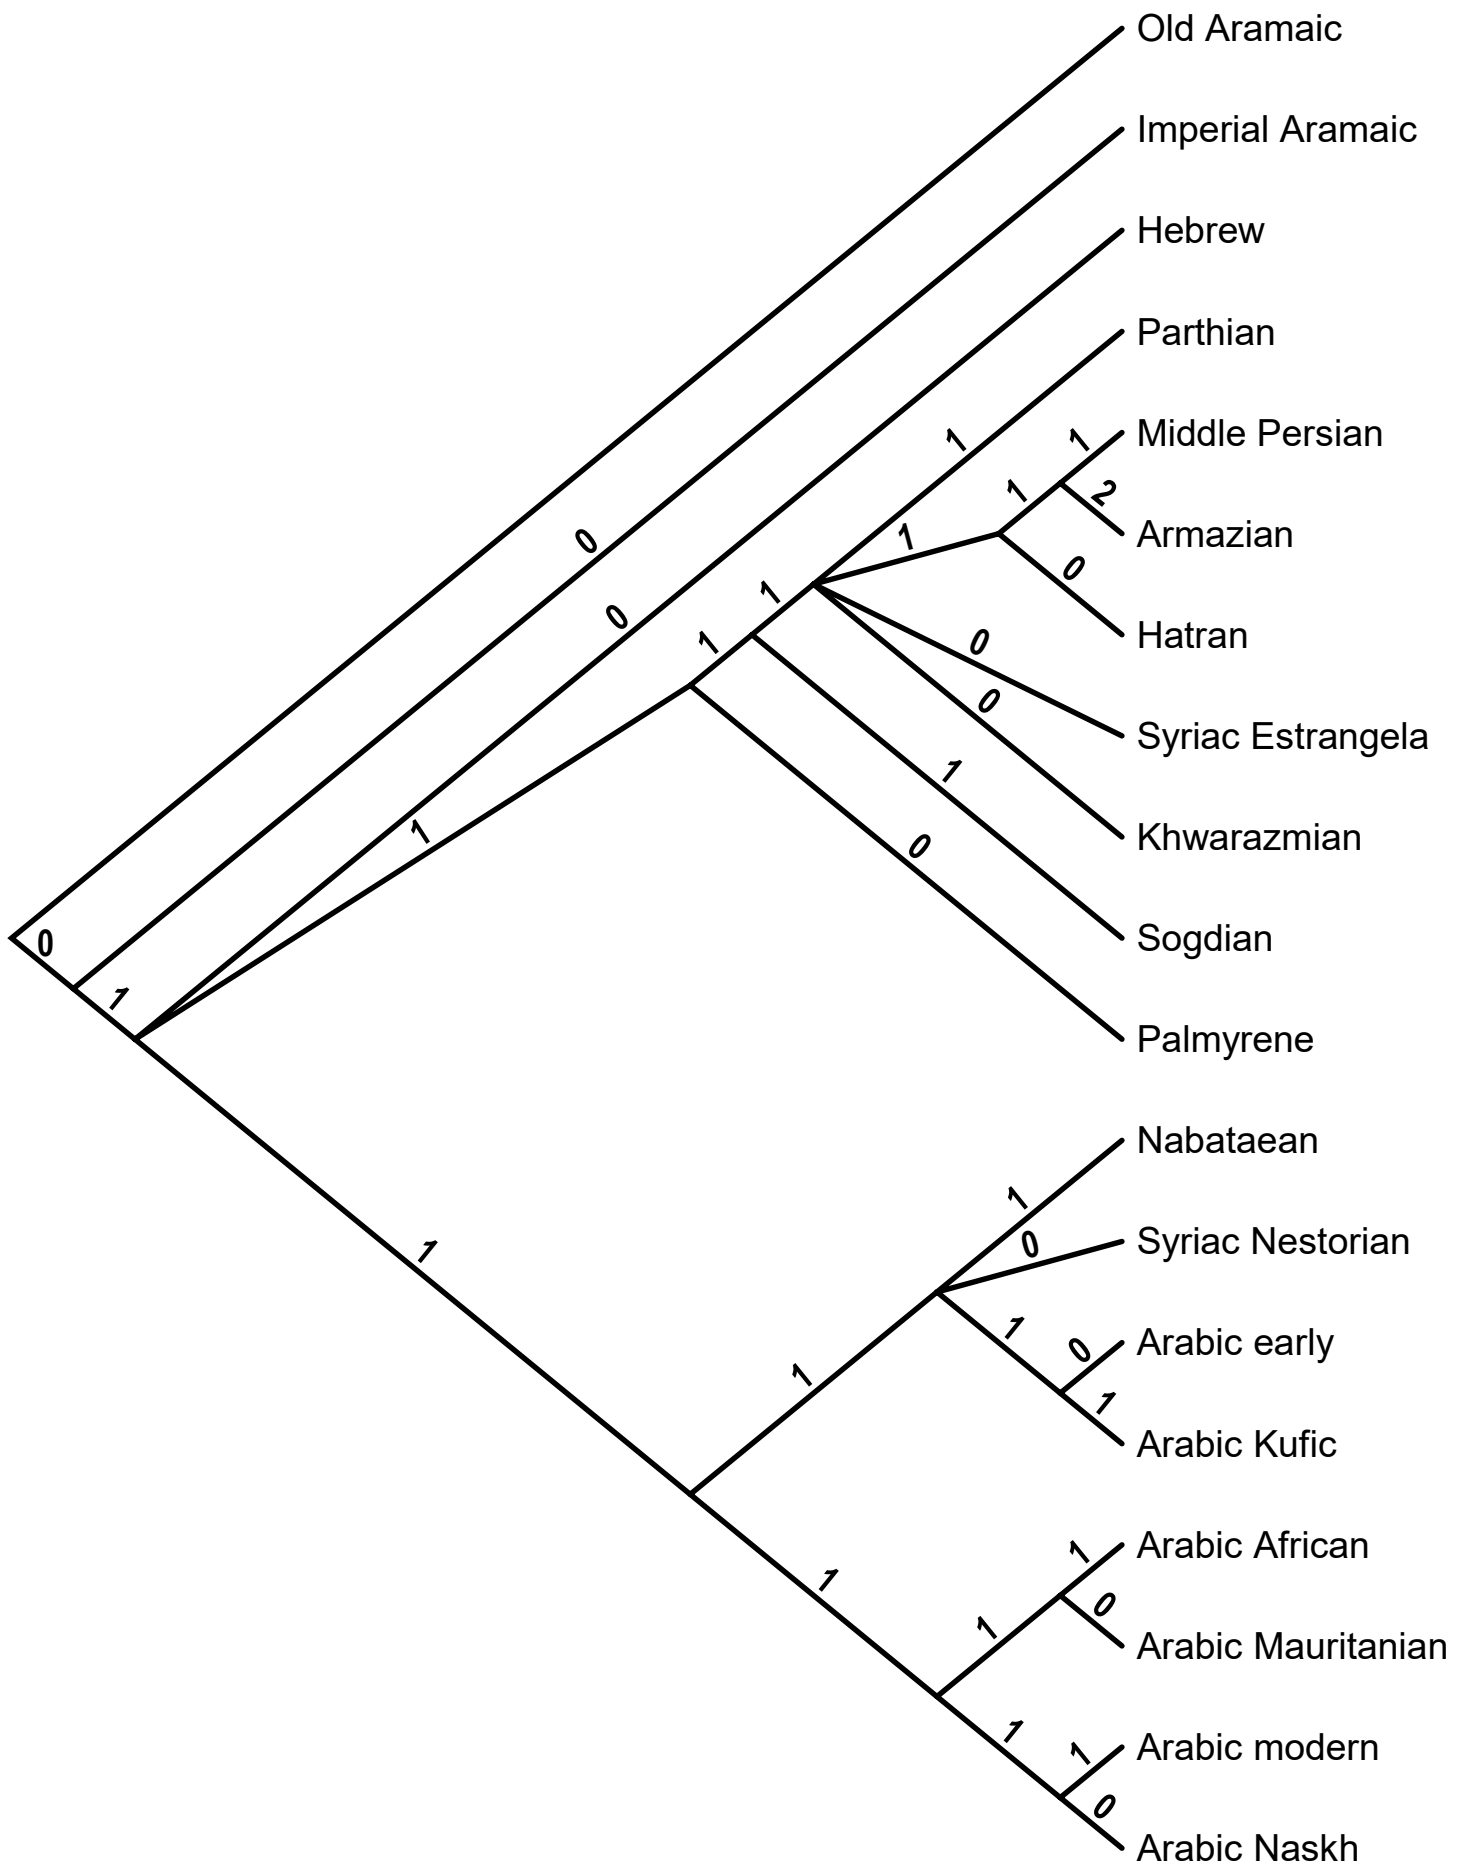 Old Aramaic
Imperial Aramaic
Hebrew
Parthian
1
1
Middle Persian
1
2
1
Armazian
0
0
1
1
Hatran
0
0
1
0
Syriac Estrangela
1
1
0
Khwarazmian
0
0
Sogdian
1
Palmyrene
Nabataean
1
0
Syriac Nestorian
1
1
0
Arabic early
1
1
Arabic Kufic
1
Arabic African
1
0
1
Arabic Mauritanian
1
1
Arabic modern
0
Arabic Naskh